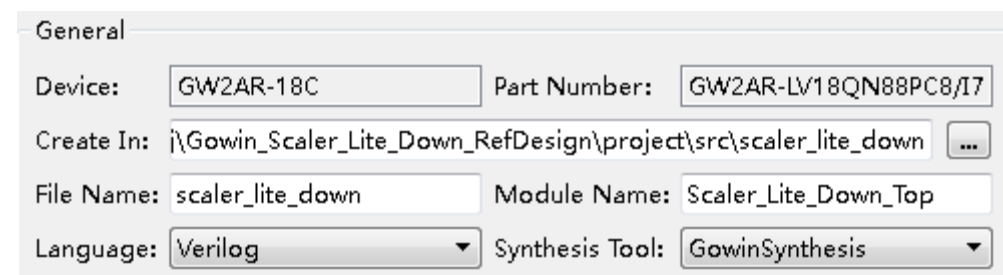 General
Device: GW2AR-18C Part Number: GW2AR-LV18QN88PC8/I7
Create In: i\Gowin_Scaler_Lite_Down_RefDesign\project\src\scaler_lite_down ...
File Name: scaler_lite_down Module Name: Scaler_Lite_Down_Top
Language: Verilog Synthesis Tool: GowinSynthesis